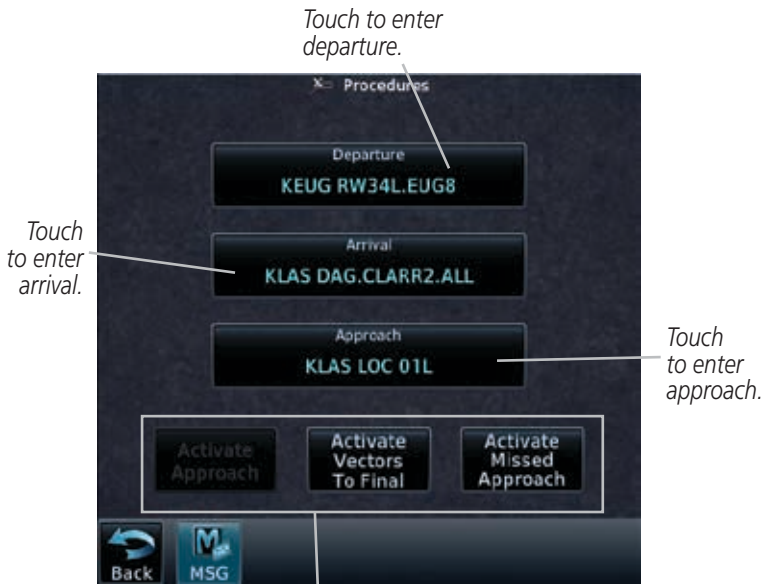 Touch to enter
departure.
Procedures
Departure
KEUG RW34L.EUG8
Touch
to enter
arrival.
Arrival
KLAS DAG.CLARR2.ALL
Approach
KLAS LOC 01L
Touch
to enter
approach.
Activate
Approach
Activate
Vectors
To Final
Activate
Missed
Approach
Back
MSG